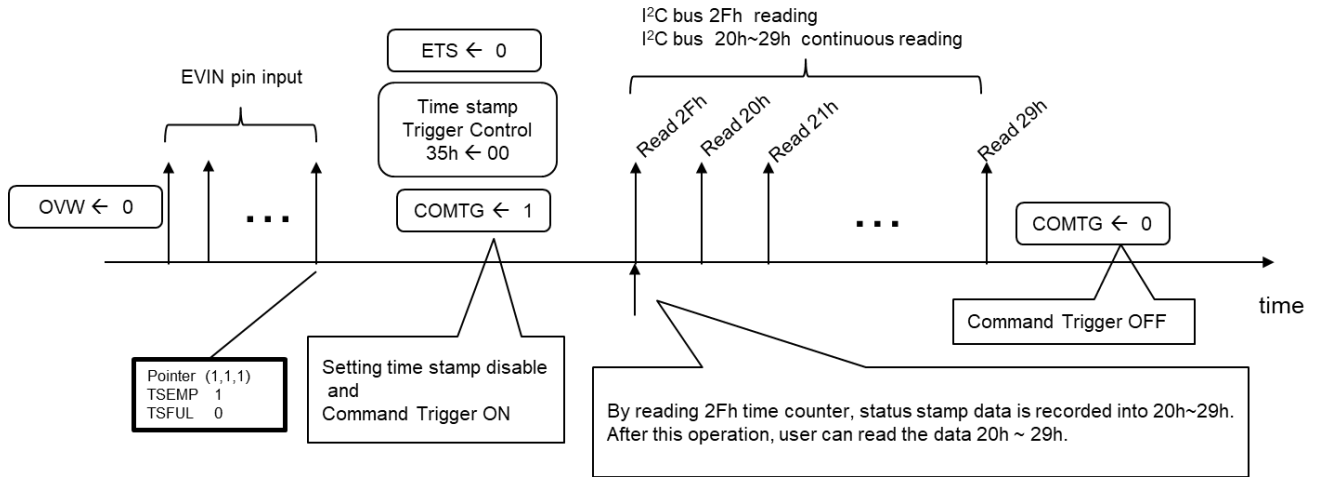 I²C bus 2Fh reading
I²C bus 20h~29h continuous reading
EVIN pin input
ETS ← 0
Time stamp
Trigger Control
35h ← 00
COMTG ← 1
OVW ← 0
...
Read 2Fh
Read 20h
Read 21h
...
Read 29h
COMTG ← 0
time
Pointer (1,1,1)
TSEMP 1
TSFUL 0
Setting time stamp disable
and
Command Trigger ON
By reading 2Fh time counter, status stamp data is recorded into 20h~29h.
After this operation, user can read the data 20h ~ 29h.
Command Trigger OFF